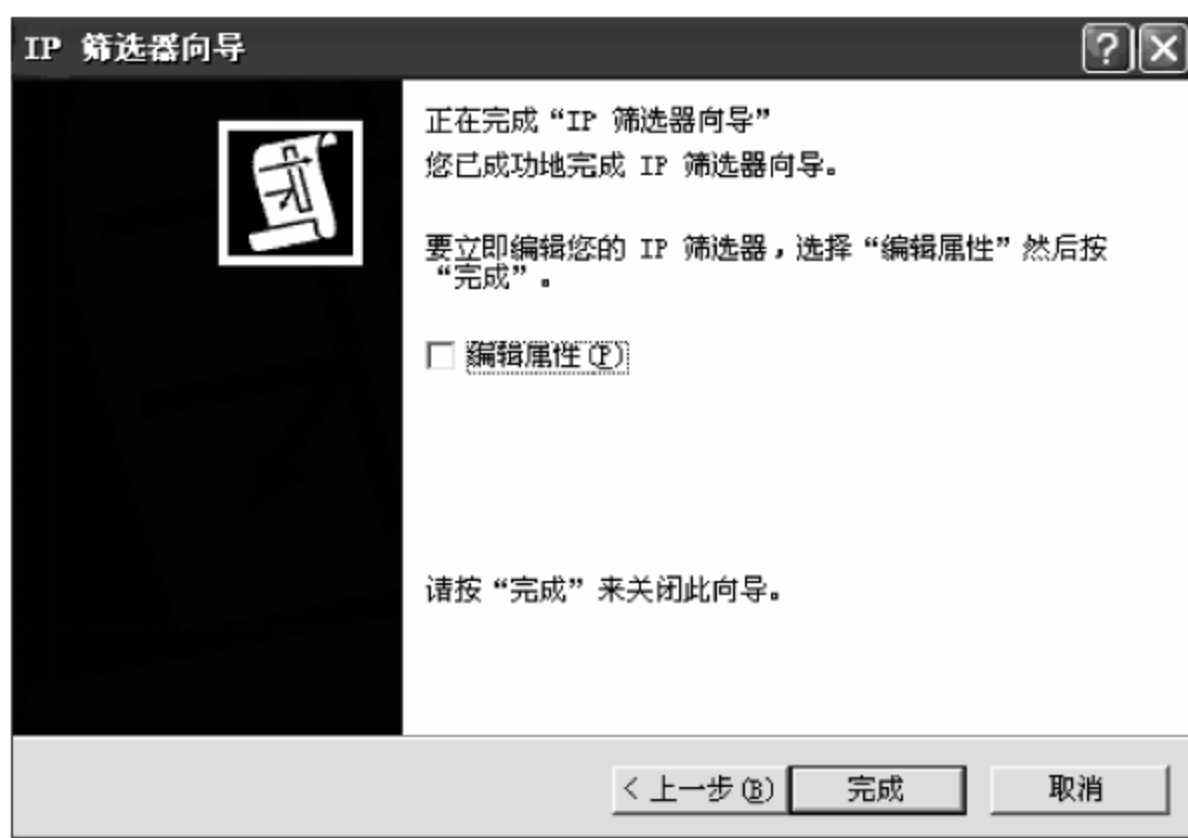 IP 筛选器向导
正在完成“IP 筛选器向导”
您已成功地完成 IP 筛选器向导。
要立即编辑您的 IP 筛选器，选择“编辑属性”然后按
“完成”。
编辑属性(P)
请按“完成”来关闭此向导。
< 上一步(B)
完成
取消